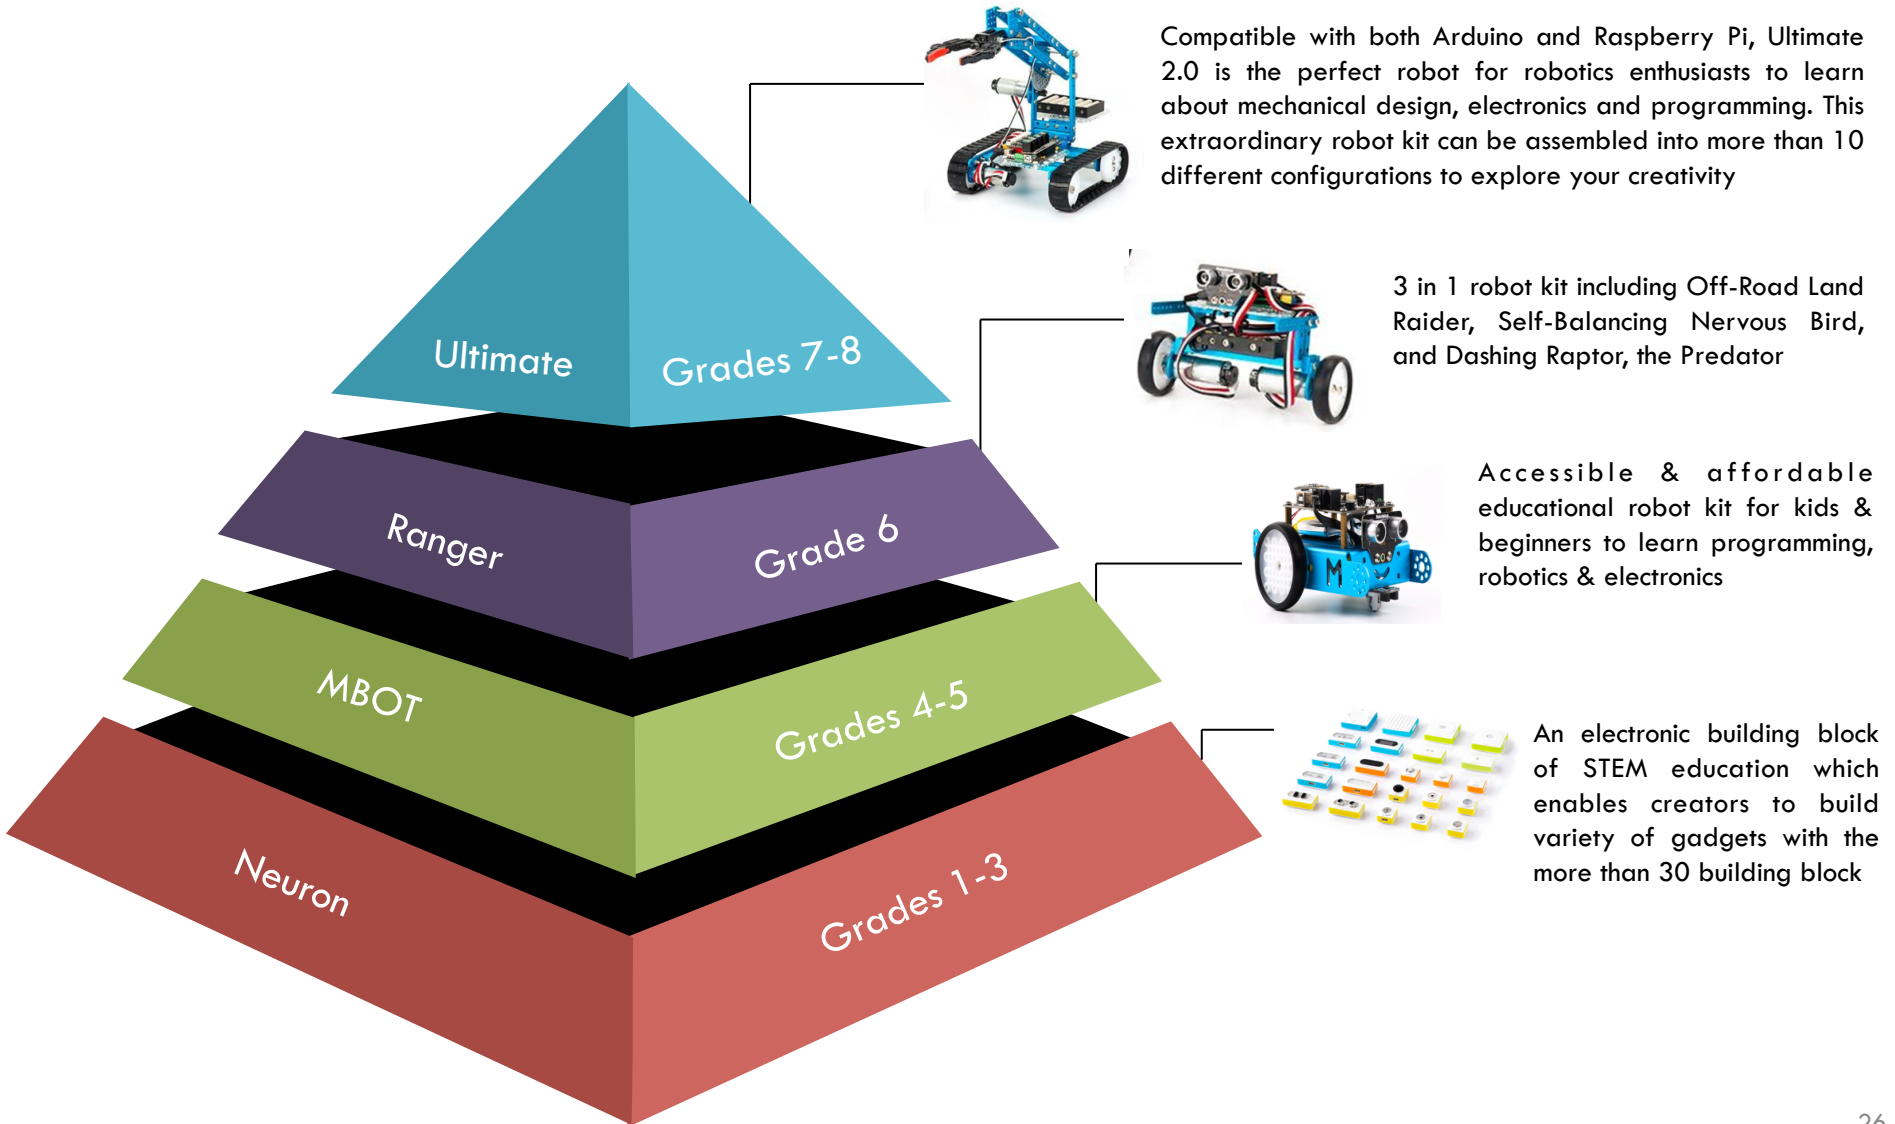 Compatible with both Arduino and Raspberry Pi, Ultimate
2.0 is the perfect robot for robotics enthusiasts to learn
about mechanical design, electronics and programming. This
extraordinary robot kit can be assembled into more than 10
different configurations to explore your creativity
Ultimate
Grades 7-8
3 in 1 robot kit including Off-Road Land
Raider, Self-Balancing Nervous Bird,
and Dashing Raptor, the Predator
Ranger
Grade 6
Accessible & affordable
educational robot kit for kids &
beginners to learn programming,
robotics & electronics
M
MBOT
Grades 4-5
An electronic building block
of STEM education which
enables creators to build
variety of gadgets with the
more than 30 building block
Neuron
Grades 1-3
26